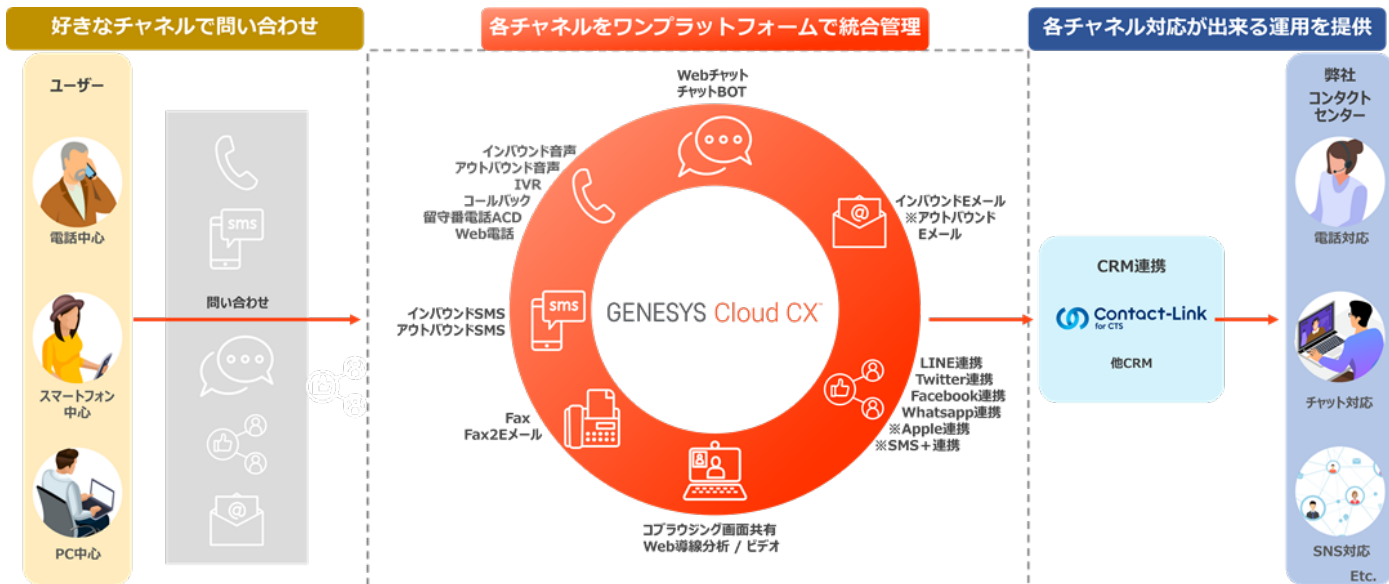 好きなチャネルで問い合わせ
各チャネルをワンプラットフォームで統合管理
各チャネル対応が出来る運用を提供
ユーザー
電話中心
スマートフォン
中心
PC中心
sms
問い合わせ
Webチャット
チャットBOT
インバウンド音声
アウトバウンド音声
IVR
コールバック
留守番電話ACD
Web電話
インバウンドEメール
※アウトバウンド
Eメール
インバウンドSMS
アウトバウンドSMS
sms
GENESYS Cloud CX™
LINE連携
Twitter連携
Facebook連携
Whatsapp連携
※Apple連携
※SMS+連携
Fax
Fax2Eメール
コブラウジング画面共有
Web導線分析 / ビデオ
CRM連携
Contact-Link
for CTS
他CRM
弊社
コンタクト
センター
電話対応
チャット対応
SNS対応
Etc.